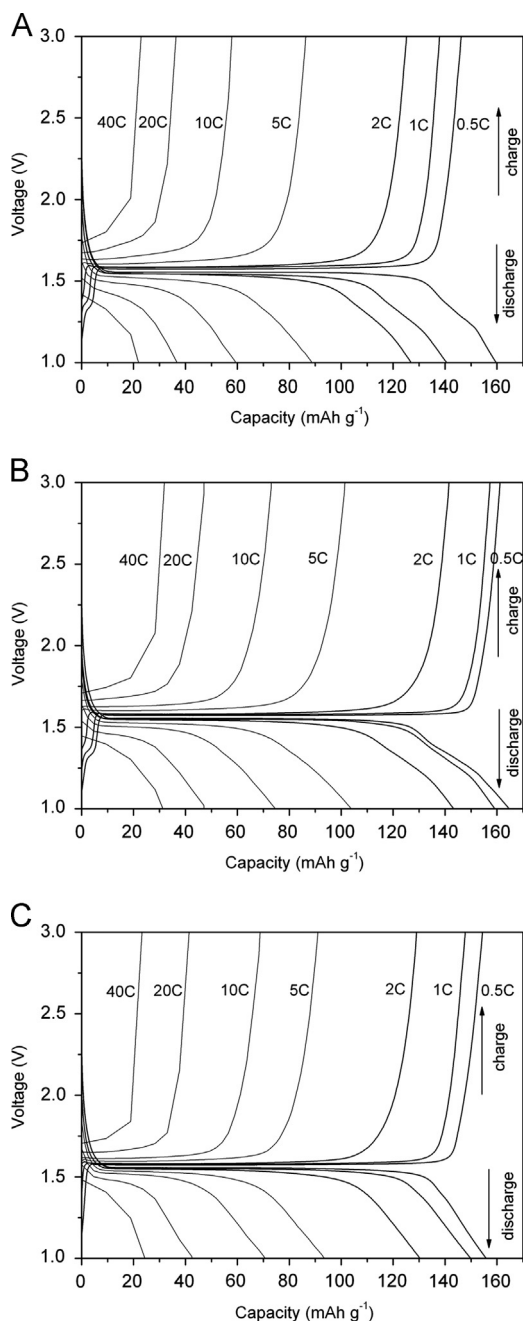 A
3.0
40C 20C 10C 5C 2C 1C 0.5C
charge
2.5
Voltage (V)
2.0
discharge
1.5
1.0
0 20 40 60 80 100 120 140 160
Capacity (mAh g⁻¹)
B
3.0
40C 20C 10C 5C 2C 1C 0.5C
2.5
charge
Voltage (V)
2.0
1.5
discharge
1.0
0 20 40 60 80 100 120 140 160
Capacity (mAh g⁻¹)
C
3.0
40C 20C 10C 5C 2C 1C 0.5C
2.5
charge
Voltage (V)
2.0
1.5
discharge
1.0
0 20 40 60 80 100 120 140 160
Capacity (mAh g⁻¹)